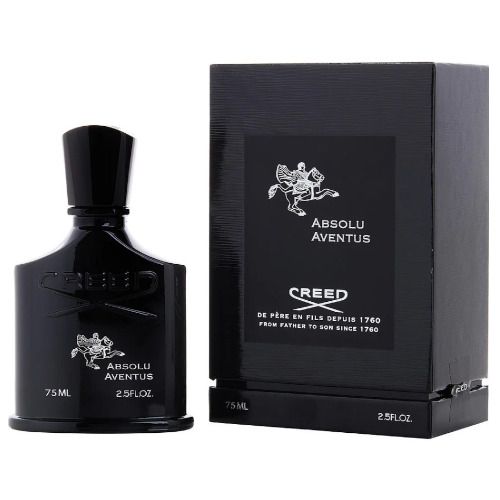 CREED
ABSOLU
AVENTUS
75 ML 2.5FL.OZ.
ABSOLU
AVENTUS
CREED
DE PÈRE EN FILS DEPUIS 1760
FROM FATHER TO SON SINCE 1760
75 ML 2.5FL.OZ.